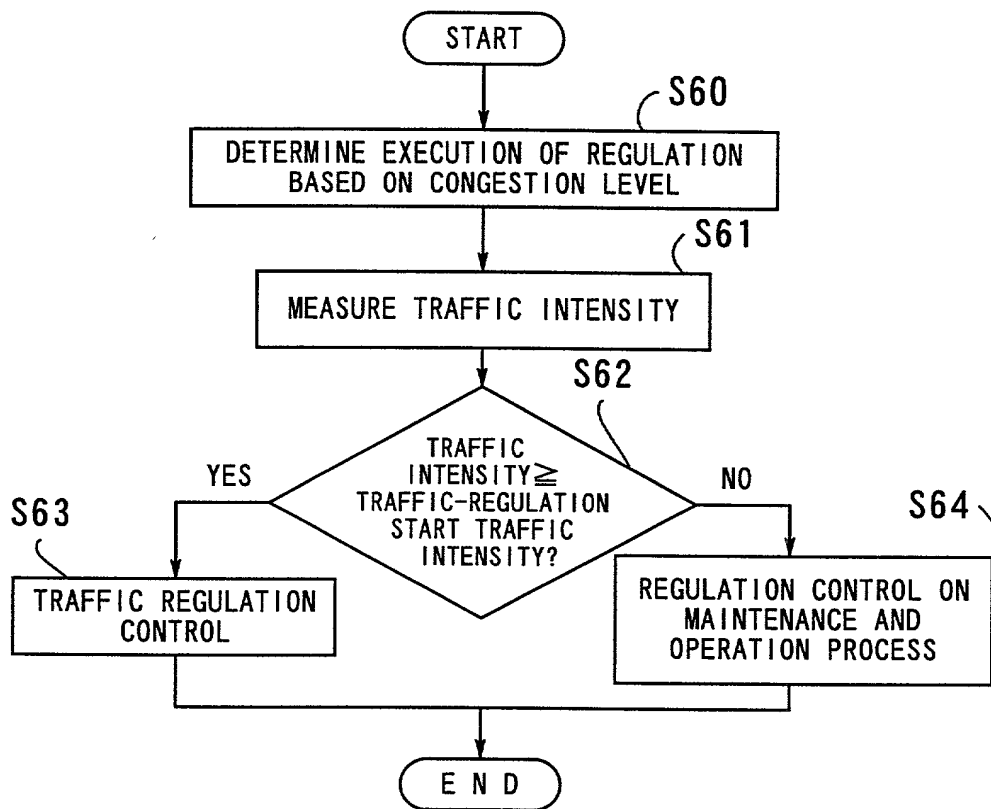 START
S60
DETERMINE EXECUTION OF REGULATION
BASED ON CONGESTION LEVEL
S61
MEASURE TRAFFIC INTENSITY
S62
TRAFFIC
INTENSITY≧
TRAFFIC-REGULATION
START TRAFFIC
INTENSITY?
YES
NO
S63
TRAFFIC REGULATION
CONTROL
S64
REGULATION CONTROL ON
MAINTENANCE AND
OPERATION PROCESS
END